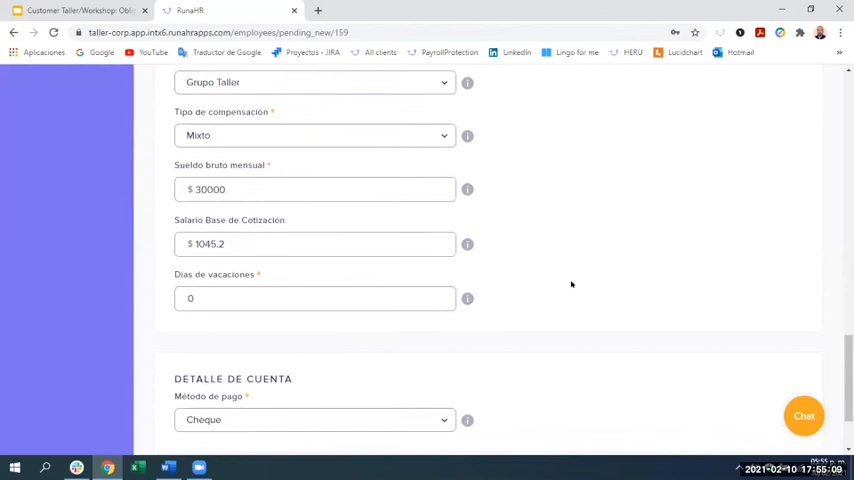 Customer Taller/Workshop: Oblig
RunaHR
taller-corp.app.intx6.runahrapps.com/employees/pending_new/159
Aplicaciones
Google
YouTube
Traductor de Google
Proyectos - JIRA
All clients
PayrollProtection
LinkedIn
Lingo for me
HERU
Lucidchart
Hotmail
Grupo Taller
Tipo de compensación *
Mixto
Sueldo bruto mensual *
$ 30000
Salario Base de Cotización
$ 1045.2
Dias de vacaciones *
0
DETALLE DE CUENTA
Método de pago *
Cheque
Chat
05:55 p. m.
2021-02-10 17:55:09